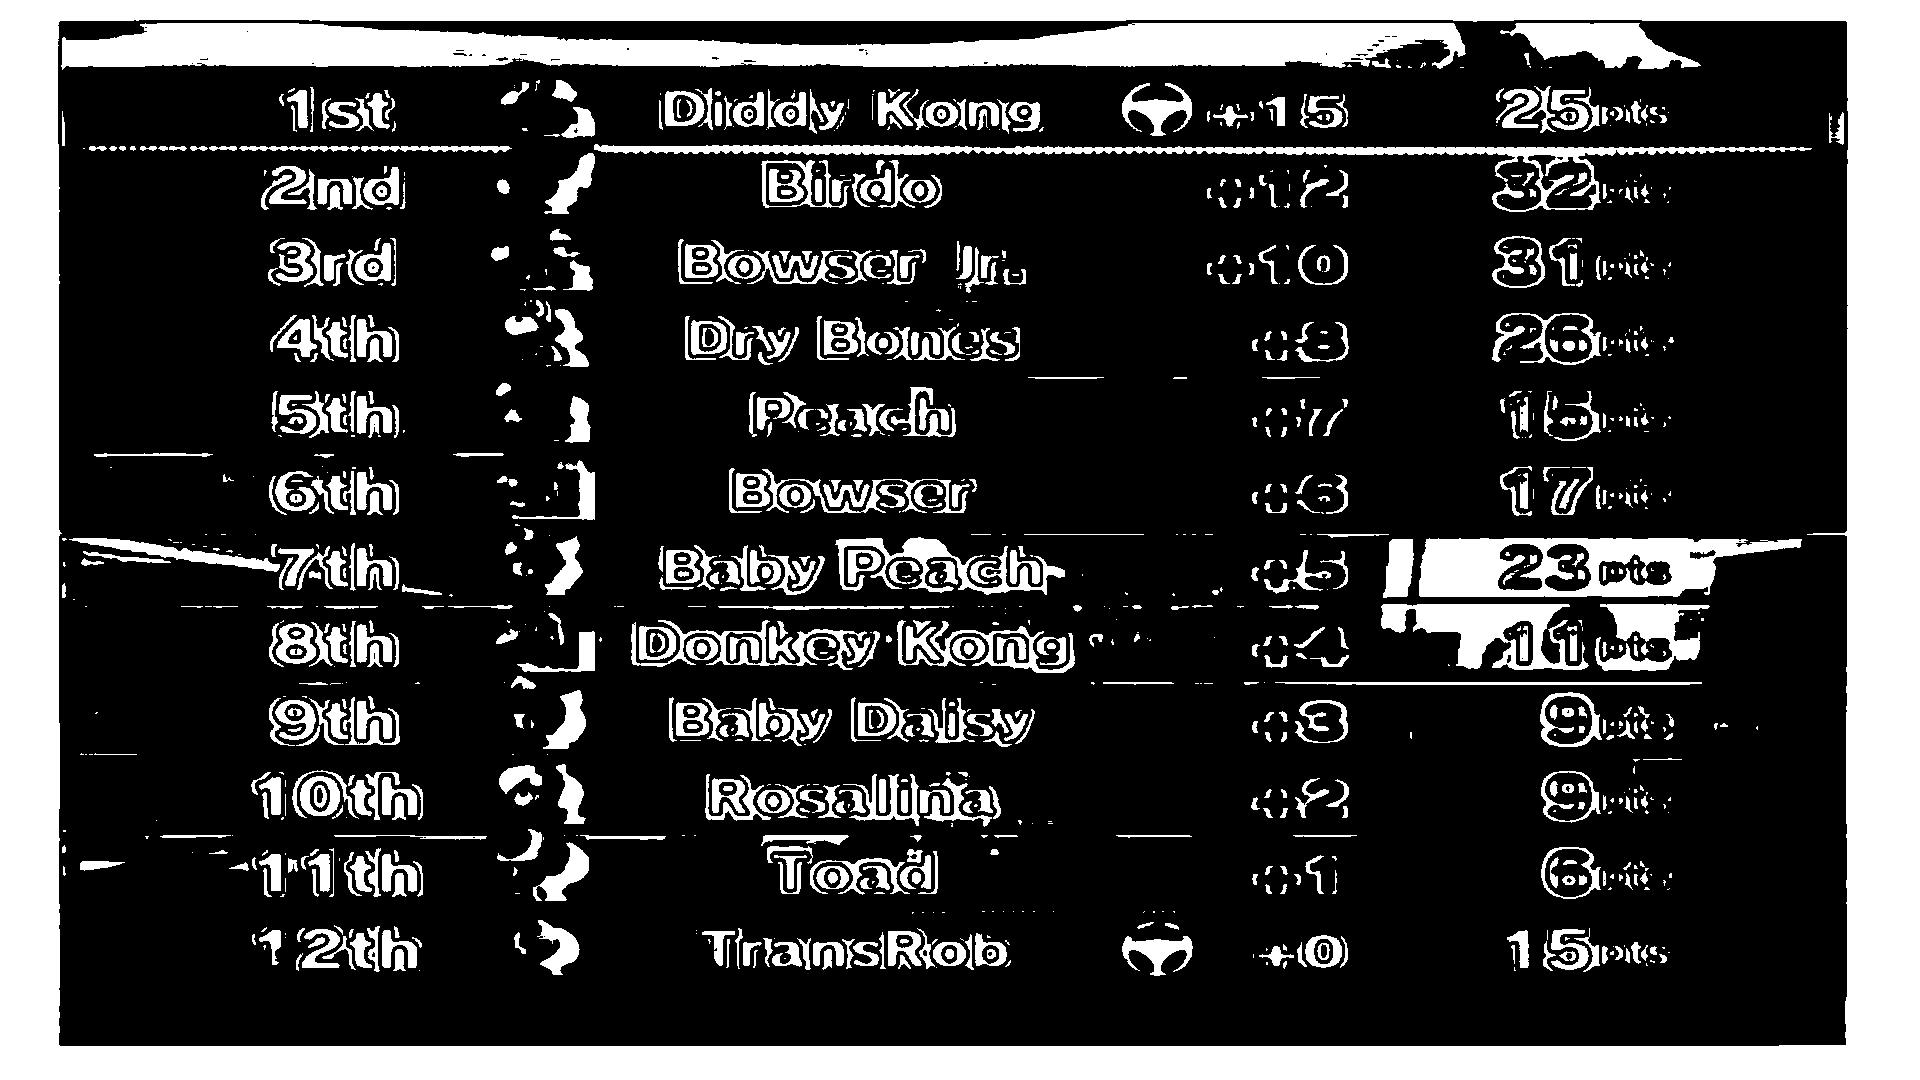 1st Diddy Kong +15 25pts
2nd Birdo +12 32pts
3rd Bowser Jr. +10 31pts
4th Dry Bones +8 26pts
5th Peach +7 15pts
6th Bowser +6 17pts
7th Baby Peach +5 23pts
8th Donkey Kong +4 11pts
9th Baby Daisy +3 9pts
10th Rosalina +2 9pts
11th Toad +1 6pts
12th TransRob +0 15pts